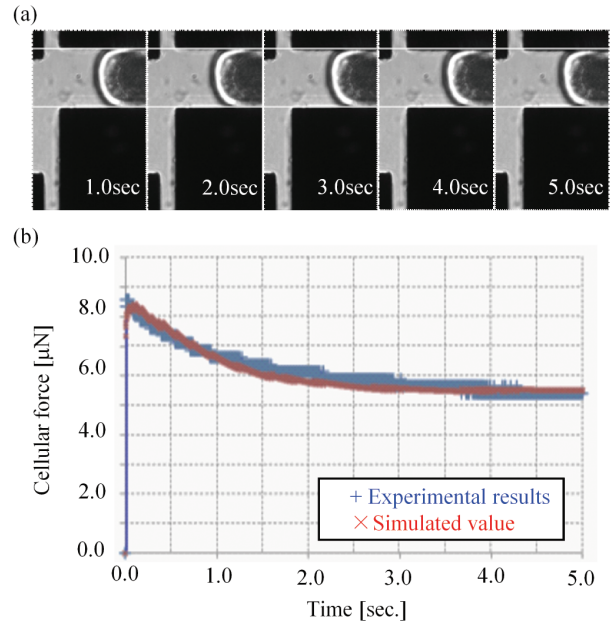 (a)
1.0sec 2.0sec 3.0sec 4.0sec 5.0sec
(b)
Cellular force [μN]
10.0
8.0
6.0
4.0
2.0
0.0
+ Experimental results
× Simulated value
0.0 1.0 2.0 3.0 4.0 5.0
Time [sec.]